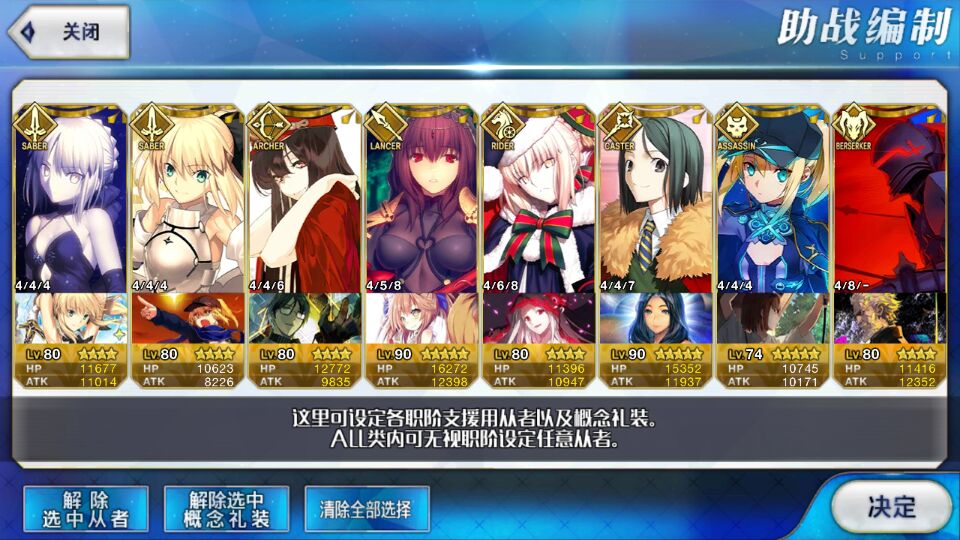 关闭
助战编制
Support
SABER
SABER
ARCHER
LANCER
RIDER
CASTER
ASSASSIN
BERSERKER
4/4/4
4/4/4
4/4/6
4/5/8
4/6/8
4/4/7
4/4/4
4/8/-
Lv.80
Lv.80
Lv.80
Lv.90
Lv.80
Lv.90
Lv.74
Lv.80
HP 11677
HP 10623
HP 12772
HP 16272
HP 11396
HP 15352
HP 10745
HP 11416
ATK 11014
ATK 8226
ATK 9835
ATK 12398
ATK 10947
ATK 11937
ATK 10171
ATK 12352
这里可设定各职阶支援用从者以及概念礼装。
ALL类内可无视职阶设定任意从者。
解除
选中从者
解除选中
概念礼装
清除全部选择
决定